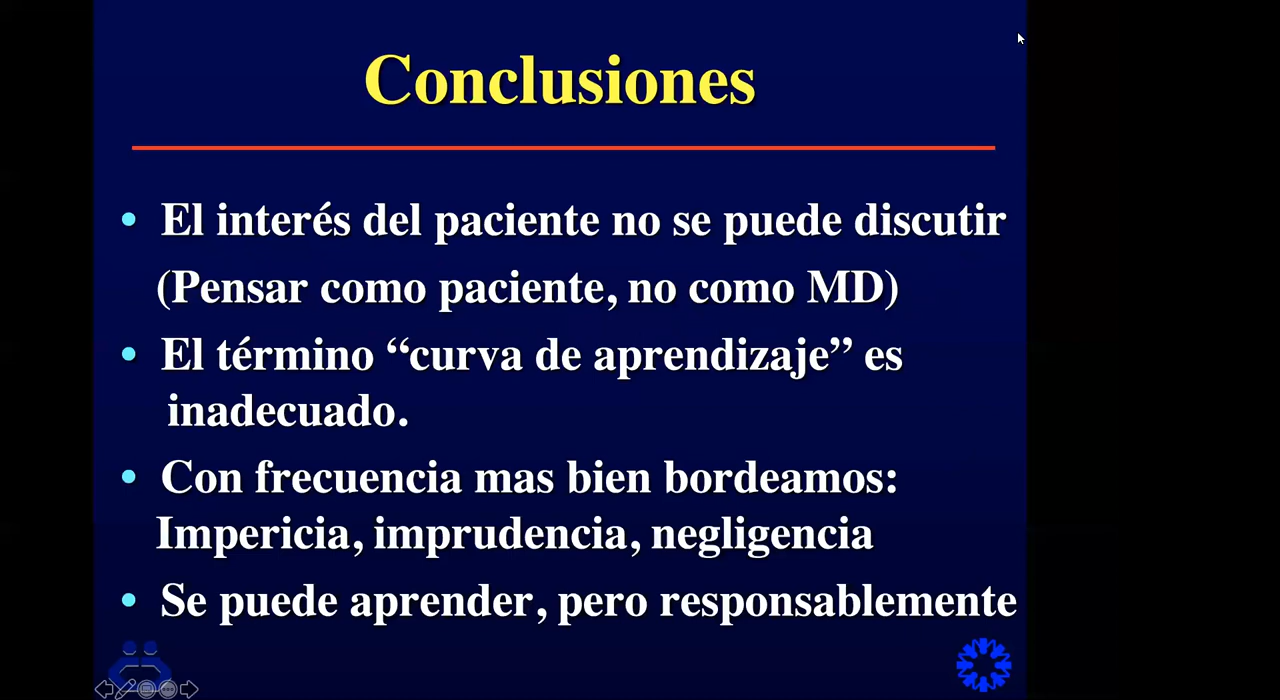 Conclusiones
• El interés del paciente no se puede discutir
(Pensar como paciente, no como MD)
• El término “curva de aprendizaje” es
inadecuado.
• Con frecuencia mas bien bordeamos:
Impericia, imprudencia, negligencia
• Se puede aprender, pero responsablemente